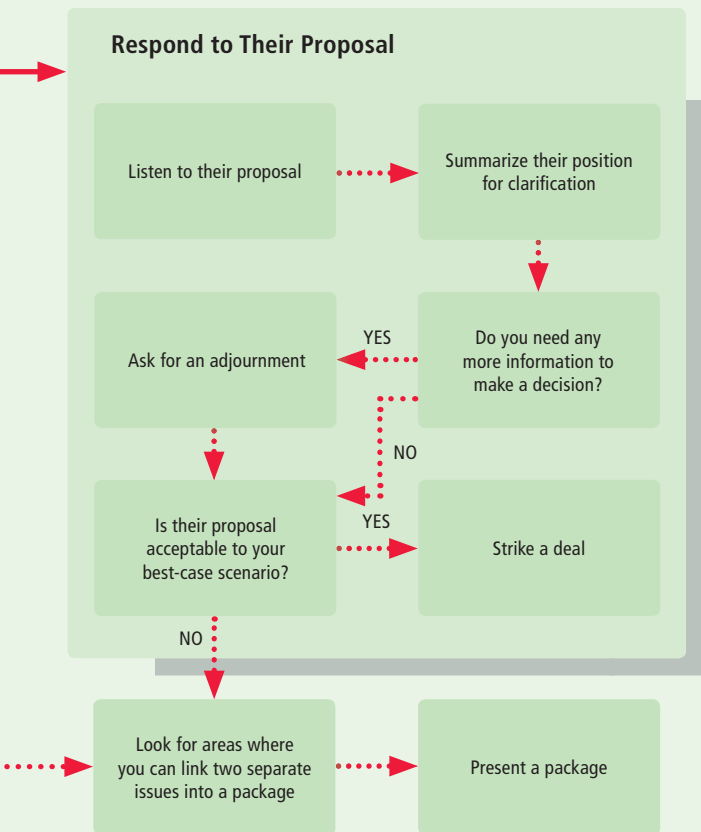 Respond to Their Proposal
Listen to their proposal
Summarize their position
for clarification
Do you need any
more information to
make a decision?
YES
Ask for an adjournment
NO
Is their proposal
acceptable to your
best-case scenario?
YES
Strike a deal
NO
Look for areas where
you can link two separate
issues into a package
Present a package